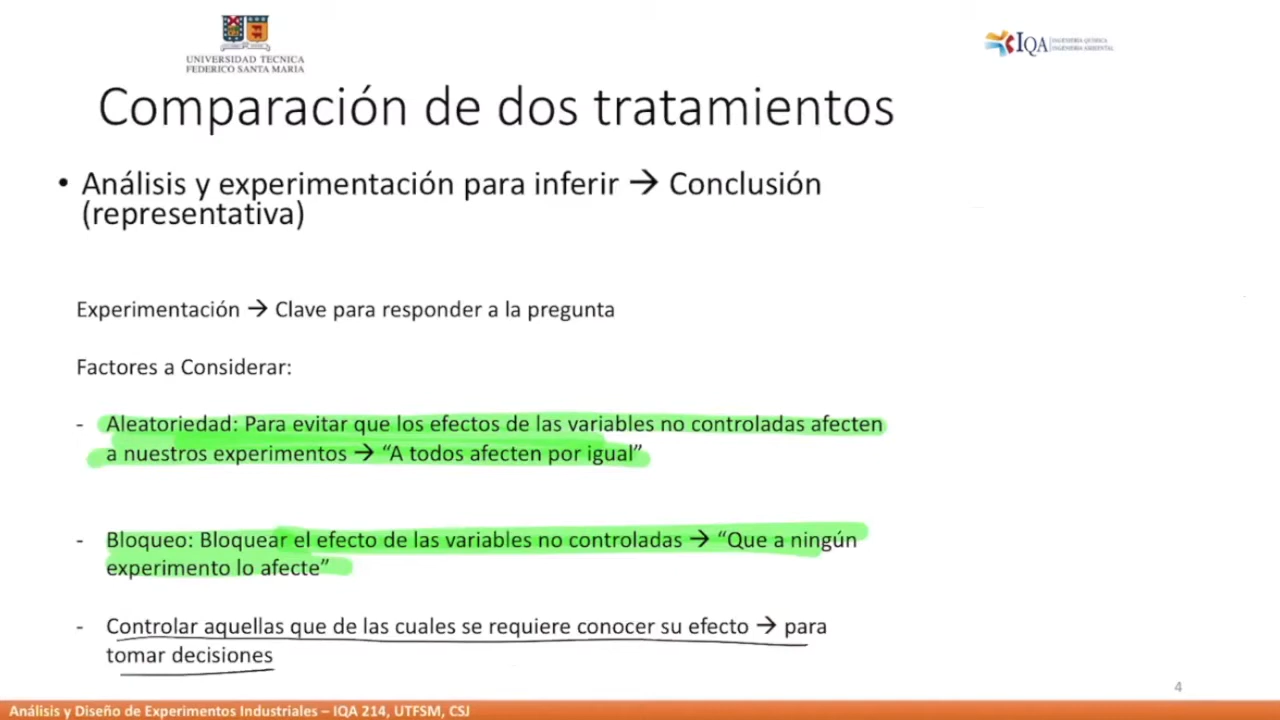 UNIVERSIDAD TECNICA
FEDERICO SANTA MARIA
IQA
INGENIERÍA QUÍMICA
INGENIERÍA AMBIENTAL
Comparación de dos tratamientos
• Análisis y experimentación para inferir → Conclusión
(representativa)
Experimentación → Clave para responder a la pregunta
Factores a Considerar:
- Aleatoriedad: Para evitar que los efectos de las variables no controladas afecten
a nuestros experimentos → “A todos afecten por igual”
- Bloqueo: Bloquear el efecto de las variables no controladas → “Que a ningún
experimento lo afecte”
- Controlar aquellas que de las cuales se requiere conocer su efecto → para
tomar decisiones
4
Análisis y Diseño de Experimentos Industriales – IQA 214, UTFSM, CSJ